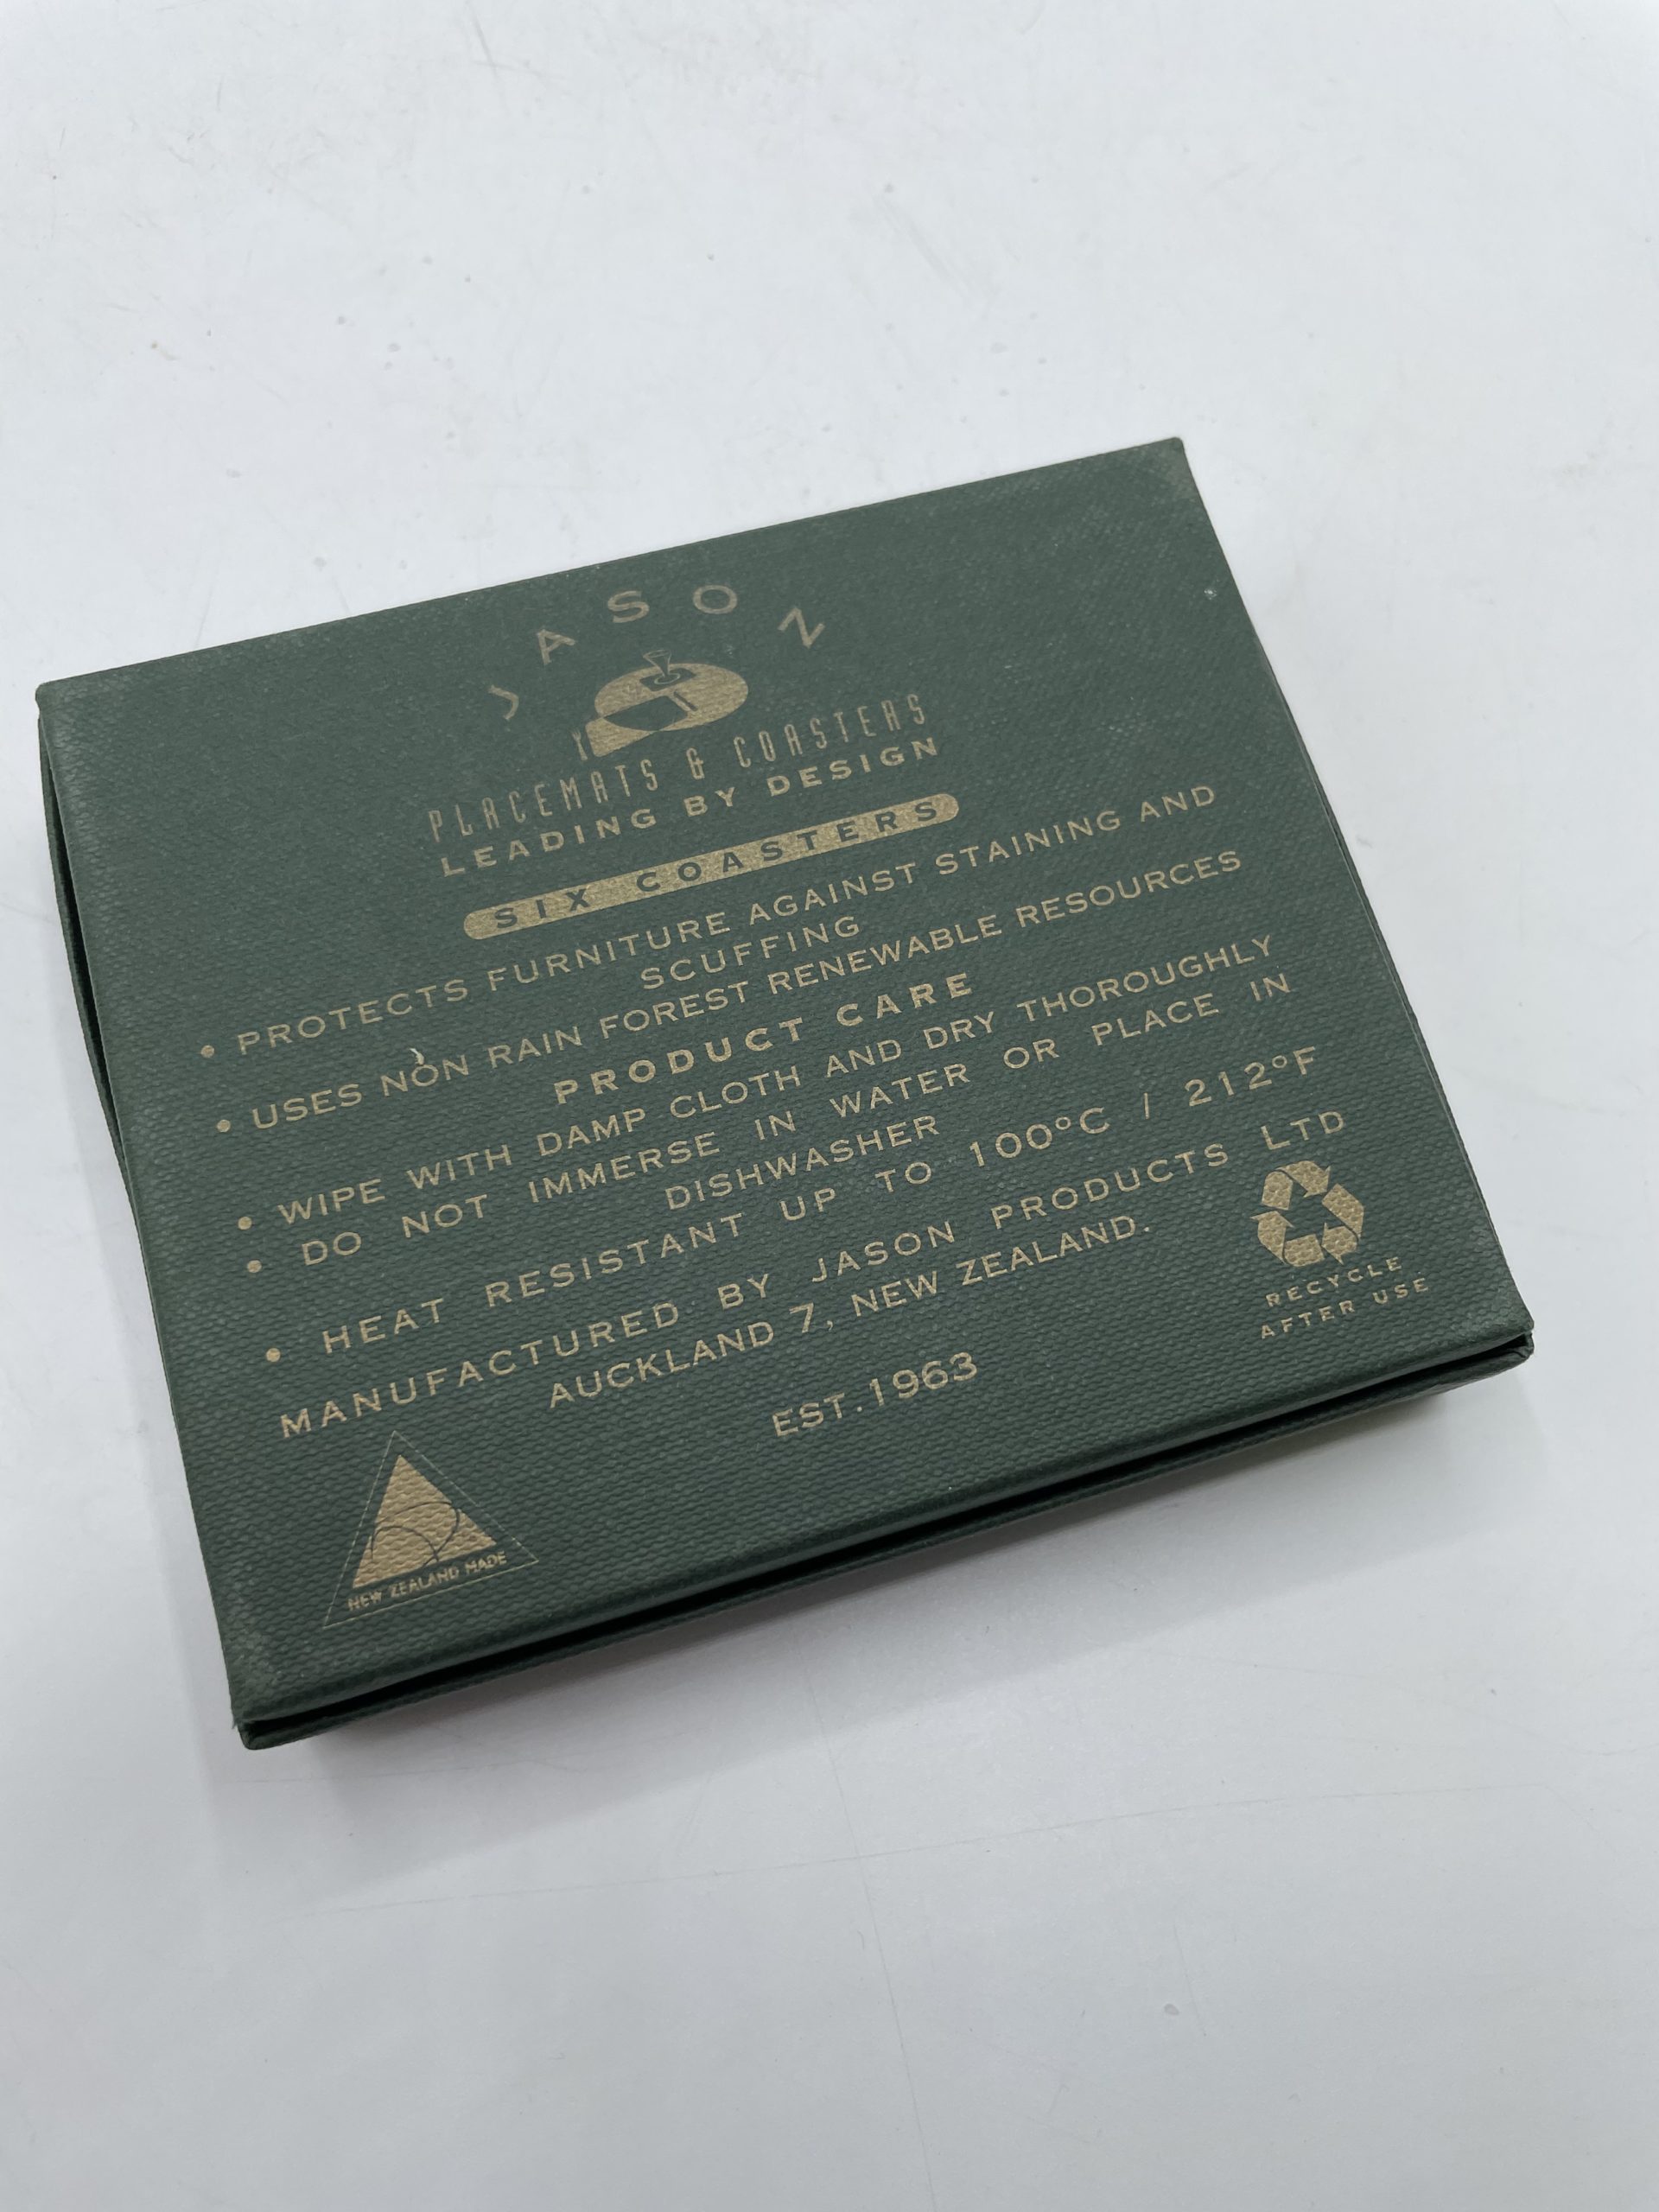 JASON
PLACEMATS & COASTERS
LEADING BY DESIGN
SIX COASTERS
• PROTECTS FURNITURE AGAINST STAINING AND
SCUFFING
• USES NON RAIN FOREST RENEWABLE RESOURCES
PRODUCT CARE
• WIPE WITH DAMP CLOTH AND DRY THOROUGHLY
• DO NOT IMMERSE IN WATER OR PLACE IN
DISHWASHER
• HEAT RESISTANT UP TO 100°C / 212°F
MANUFACTURED BY JASON PRODUCTS LTD
AUCKLAND 7, NEW ZEALAND.
EST.1963
RECYCLE
AFTER USE
NEW ZEALAND MADE